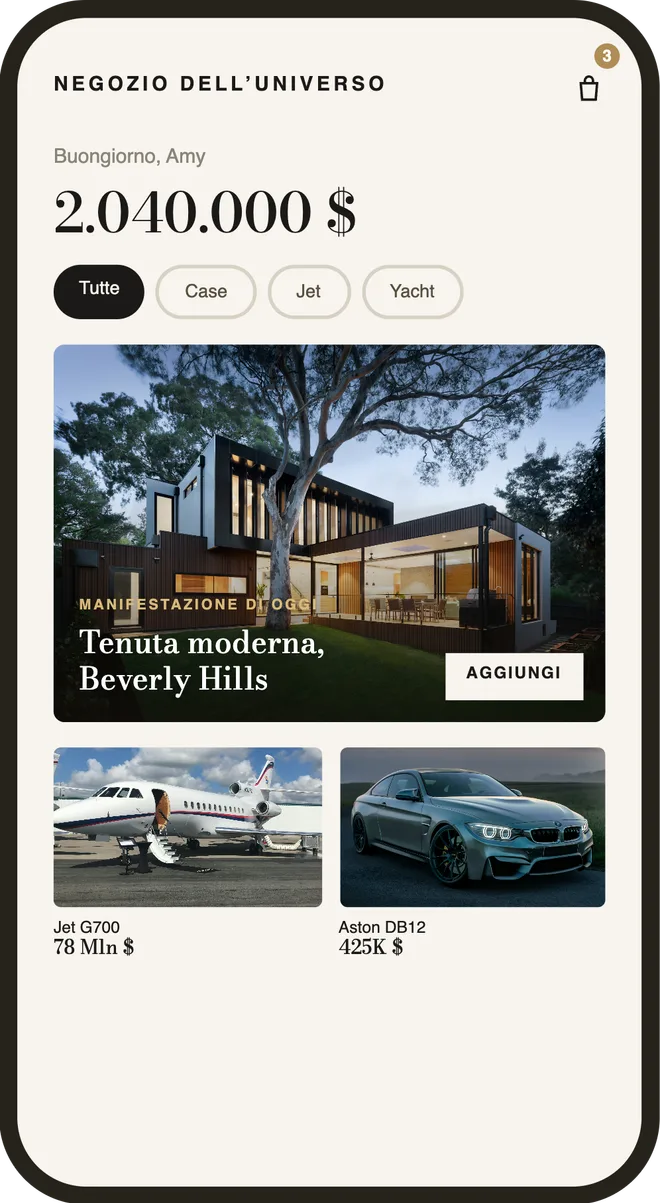 3
NEGOZIO DELL’UNIVERSO
Buongiorno, Amy
2.040.000 $
Tutte
Case
Jet
Yacht
MANIFESTAZIONE DI OGGI
Tenuta moderna,
Beverly Hills
AGGIUNGI
Jet G700
78 Mln $
Aston DB12
425K $